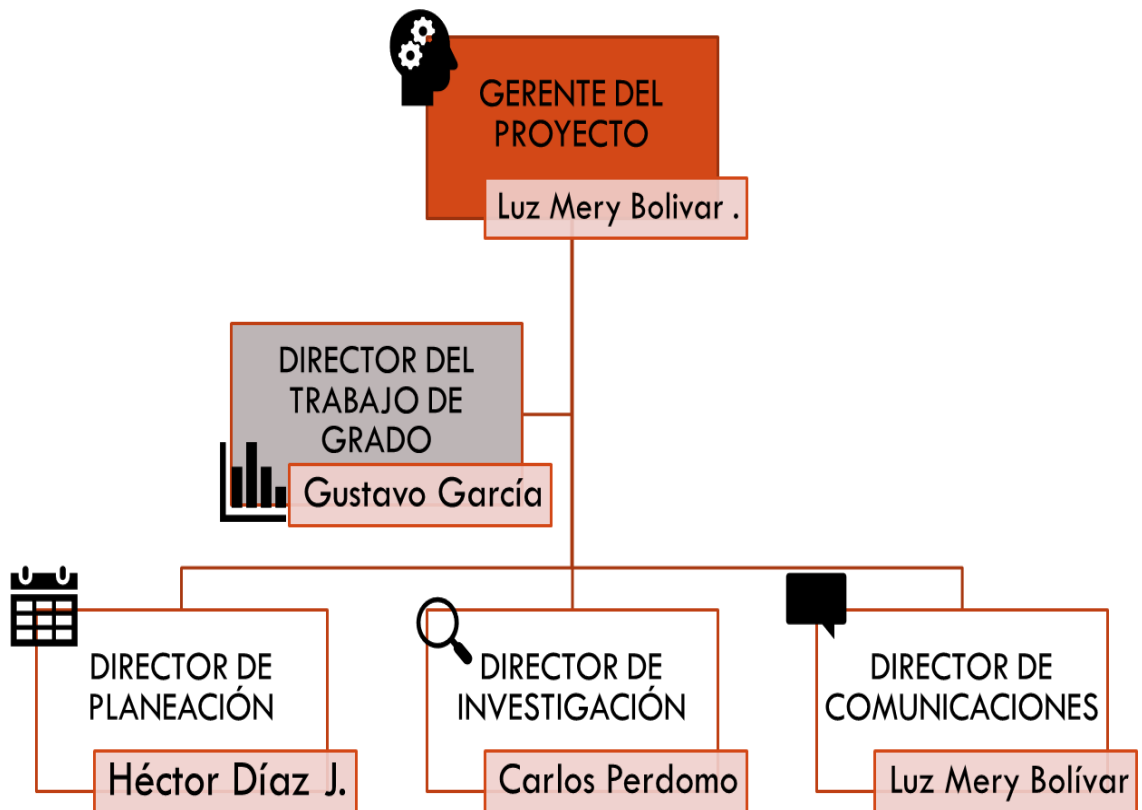 GERENTE DEL
PROYECTO
Luz Mery Bolivar .
DIRECTOR DEL
TRABAJO DE
GRADO
Gustavo García
DIRECTOR DE
PLANEACIÓN
Héctor Díaz J.
DIRECTOR DE
INVESTIGACIÓN
Carlos Perdomo
DIRECTOR DE
COMUNICACIONES
Luz Mery Bolívar